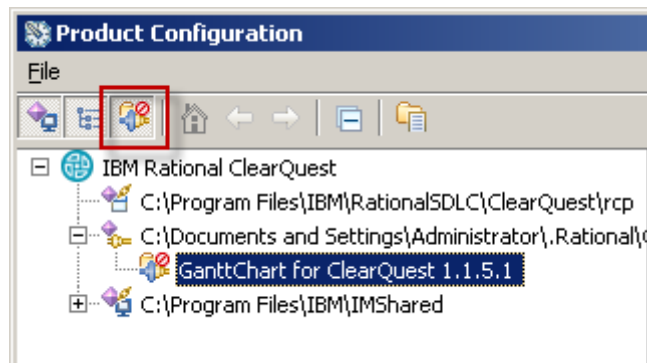 Product Configuration
File
IBM Rational ClearQuest
C:\Program Files\IBM\RationalSDLC\ClearQuest\rcp
C:\Documents and Settings\Administrator\.Rational\
GanttChart for ClearQuest 1.1.5.1
C:\Program Files\IBM\IMShared